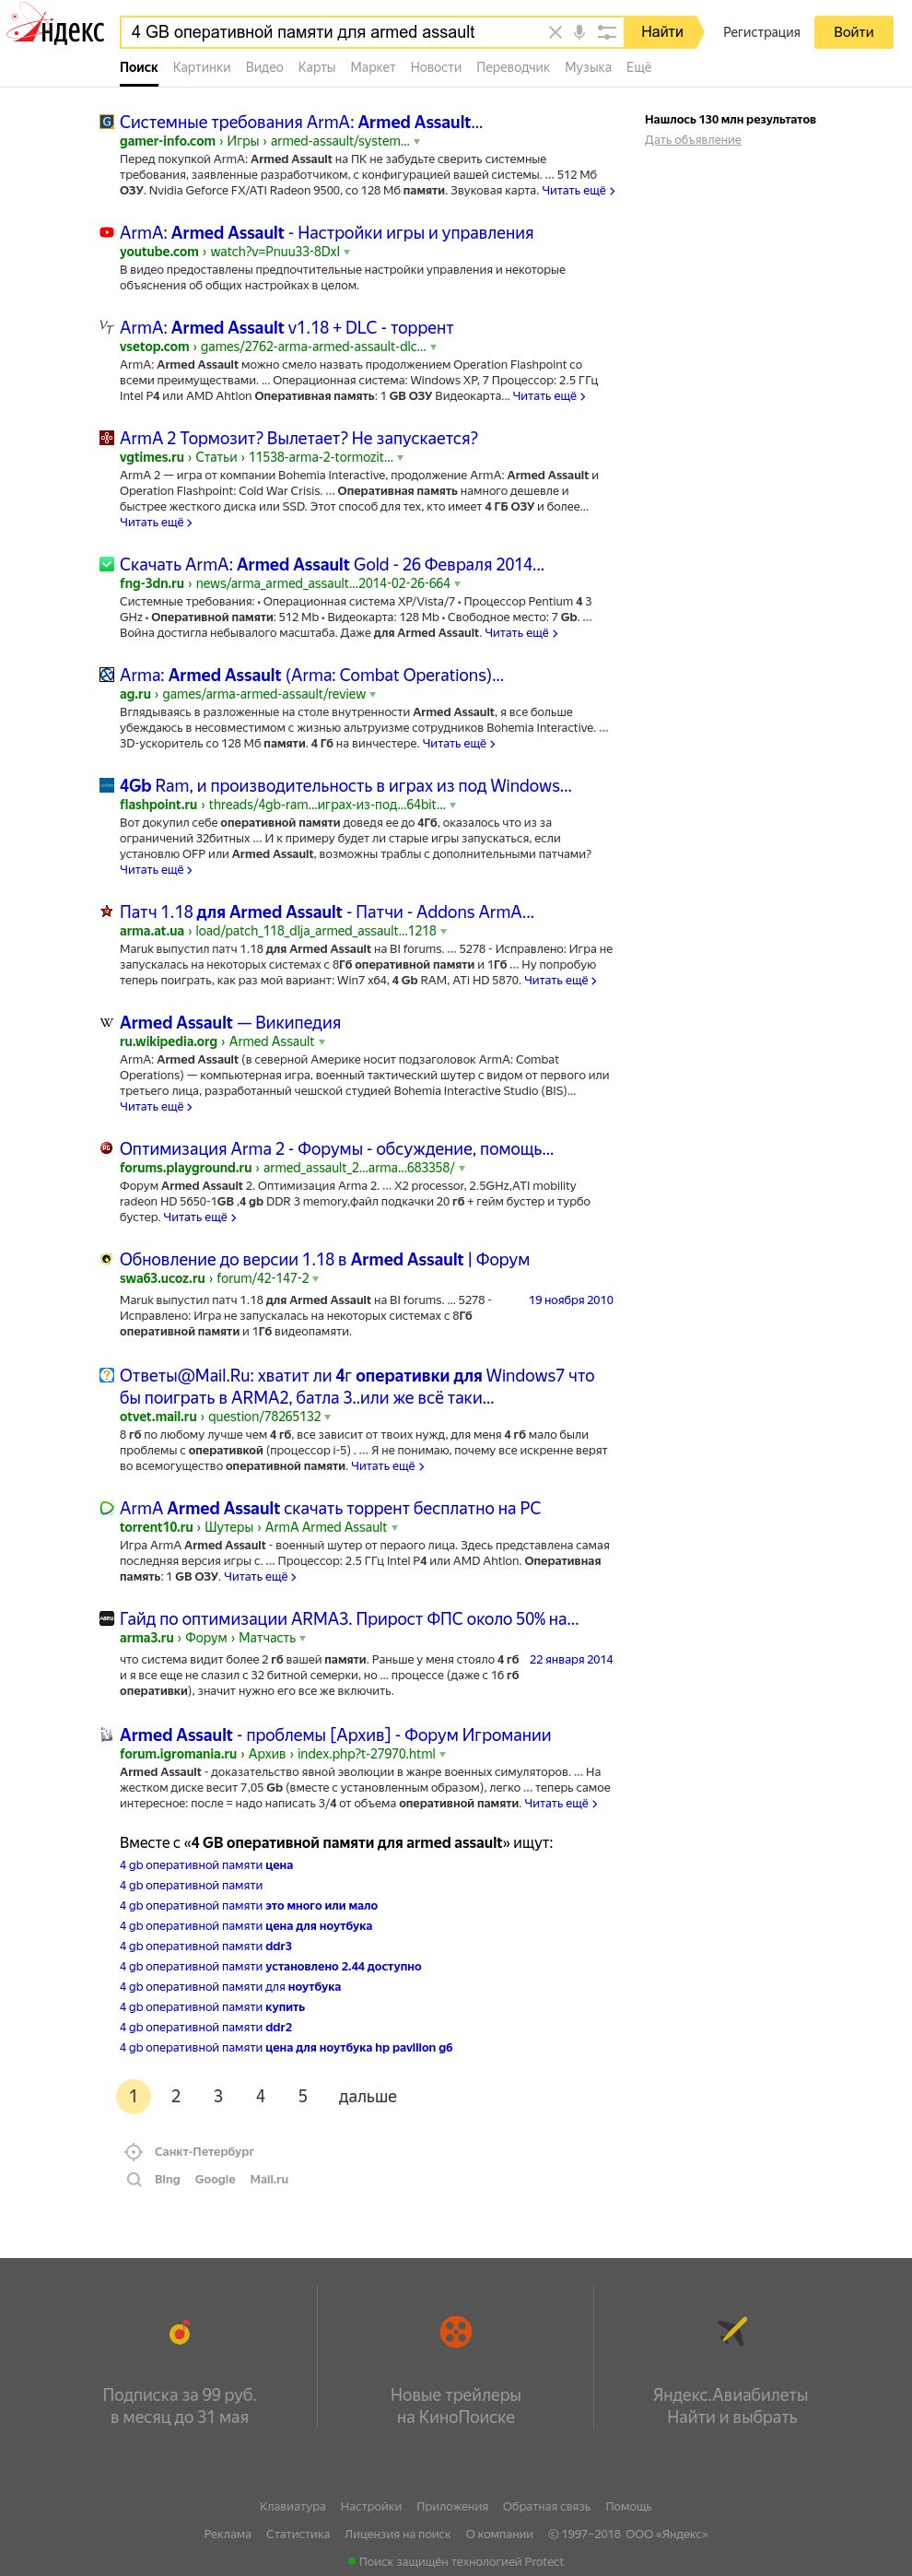 Яндекс
4 GB оперативной памяти для armed assault
Найти
Регистрация
Войти
Поиск Картинки Видео Карты Маркет Новости Переводчик Музыка Ещё
Нашлось 130 млн результатов
Дать объявление
Системные требования ArmA: Armed Assault...
gamer-info.com › Игры › armed-assault/system...
Перед покупкой ArmA: Armed Assault на ПК не забудьте сверить системные
требования, заявленные разработчиком, с конфигурацией вашей системы. ... 512 Мб
ОЗУ. Nvidia Geforce FX/ATI Radeon 9500, со 128 Мб памяти. Звуковая карта. Читать ещё
ArmA: Armed Assault - Настройки игры и управления
youtube.com › watch?v=Pnuu33-8DxI
В видео предоставлены предпочтительные настройки управления и некоторые
объяснения об общих настройках в целом.
ArmA: Armed Assault v1.18 + DLC - торрент
vsetop.com › games/2762-arma-armed-assault-dlc...
ArmA: Armed Assault можно смело назвать продолжением Operation Flashpoint со
всеми преимуществами. ... Операционная система: Windows XP, 7 Процессор: 2.5 ГГц
Intel P4 или AMD Ahtlon Оперативная память: 1 GB ОЗУ Видеокарта... Читать ещё
ArmA 2 Тормозит? Вылетает? Не запускается?
vgtimes.ru › Статьи › 11538-arma-2-tormozit...
ArmA 2 — игра от компании Bohemia Interactive, продолжение ArmA: Armed Assault и
Operation Flashpoint: Cold War Crisis. ... Оперативная память намного дешевле и
быстрее жесткого диска или SSD. Этот способ для тех, кто имеет 4 ГБ ОЗУ и более...
Читать ещё
Скачать ArmA: Armed Assault Gold - 26 Февраля 2014...
fng-3dn.ru › news/arma_armed_assault...2014-02-26-664
Системные требования: • Операционная система XP/Vista/7 • Процессор Pentium 4 3
GHz • Оперативной памяти: 512 Mb • Видеокарта: 128 Mb • Свободное место: 7 Gb. ...
Война достигла небывалого масштаба. Даже для Armed Assault. Читать ещё
Arma: Armed Assault (Arma: Combat Operations)...
ag.ru › games/arma-armed-assault/review
Вглядываясь в разложенные на столе внутренности Armed Assault, я все больше
убеждаюсь в несовместимом с жизнью альтруизме сотрудников Bohemia Interactive. ...
3D-ускоритель со 128 Мб памяти. 4 Гб на винчестере. Читать ещё
4Gb Ram, и производительность в играх из под Windows...
flashpoint.ru › threads/4gb-ram...играх-из-под...64bit...
Вот докупил себе оперативной памяти доведя ее до 4Гб, оказалось что из за
ограничений 32битных ... И к примеру будет ли старые игры запускаться, если
установлю OFP или Armed Assault, возможны траблы с дополнительными патчами?
Читать ещё
Патч 1.18 для Armed Assault - Патчи - Addons ArmA...
arma.at.ua › load/patch_118_dlja_armed_assault...1218
Maruk выпустил патч 1.18 для Armed Assault на BI forums. ... 5278 - Исправлено: Игра не
запускалась на некоторых системах с 8Гб оперативной памяти и 1Гб ... Ну попробую
теперь поиграть, как раз мой вариант: Win7 x64, 4 Gb RAM, ATI HD 5870. Читать ещё
Armed Assault — Википедия
ru.wikipedia.org › Armed Assault
ArmA: Armed Assault (в северной Америке носит подзаголовок ArmA: Combat
Operations) — компьютерная игра, военный тактический шутер с видом от первого или
третьего лица, разработанный чешской студией Bohemia Interactive Studio (BIS)...
Читать ещё
Оптимизация Arma 2 - Форумы - обсуждение, помощь...
forums.playground.ru › armed_assault_2...arma...683358/
Форум Armed Assault 2. Оптимизация Arma 2. ... X2 processor, 2.5GHz,ATI mobility
radeon HD 5650-1GB ,4 gb DDR 3 memory,файл подкачки 20 гб + гейм бустер и турбо
бустер. Читать ещё
Обновление до версии 1.18 в Armed Assault | Форум
swa63.ucoz.ru › forum/42-147-2
Maruk выпустил патч 1.18 для Armed Assault на BI forums. ... 5278 - 19 ноября 2010
Исправлено: Игра не запускалась на некоторых системах с 8Гб
оперативной памяти и 1Гб видеопамяти.
Ответы@Mail.Ru: хватит ли 4г оперативки для Windows7 что
бы поиграть в ARMA2, батла 3..или же всё таки...
otvet.mail.ru › question/78265132
8 гб по любому лучше чем 4 гб, все зависит от твоих нужд, для меня 4 гб мало были
проблемы с оперативкой (процессор i-5) . ... Я не понимаю, почему все искренне верят
во всемогущество оперативной памяти. Читать ещё
ArmA Armed Assault скачать торрент бесплатно на PC
torrent10.ru › Шутеры › ArmA Armed Assault
Игра ArmA Armed Assault - военный шутер от пераого лица. Здесь представлена самая
последняя версия игры с. ... Процессор: 2.5 ГГц Intel P4 или AMD Ahtlon. Оперативная
память: 1 GB ОЗУ. Читать ещё
Гайд по оптимизации ARMA3. Прирост ФПС около 50% на...
arma3.ru › Форум › Матчасть
что система видит более 2 гб вашей памяти. Раньше у меня стояло 4 гб 22 января 2014
и я все еще не слазил с 32 битной семерки, но ... процессе (даже с 16 гб
оперативки), значит нужно его все же включить.
Armed Assault - проблемы [Архив] - Форум Игромании
forum.igromania.ru › Архив › index.php?t-27970.html
Armed Assault - доказательство явной эволюции в жанре военных симуляторов. ... На
жестком диске весит 7,05 Gb (вместе с установленным образом), легко ... теперь самое
интересное: после = надо написать 3/4 от объема оперативной памяти. Читать ещё
Вместе с «4 GB оперативной памяти для armed assault» ищут:
4 gb оперативной памяти цена
4 gb оперативной памяти
4 gb оперативной памяти это много или мало
4 gb оперативной памяти цена для ноутбука
4 gb оперативной памяти ddr3
4 gb оперативной памяти установлено 2.44 доступно
4 gb оперативной памяти для ноутбука
4 gb оперативной памяти купить
4 gb оперативной памяти ddr2
4 gb оперативной памяти цена для ноутбука hp pavilion g6
1 2 3 4 5 дальше
Санкт-Петербург
Bing Google Mail.ru
Подписка за 99 руб.
в месяц до 31 мая
Новые трейлеры
на КиноПоиске
Яндекс.Авиабилеты
Найти и выбрать
Клавиатура Настройки Приложения Обратная связь Помощь
Реклама Статистика Лицензия на поиск О компании © 1997–2018 ООО «Яндекс»
Поиск защищён технологией Protect